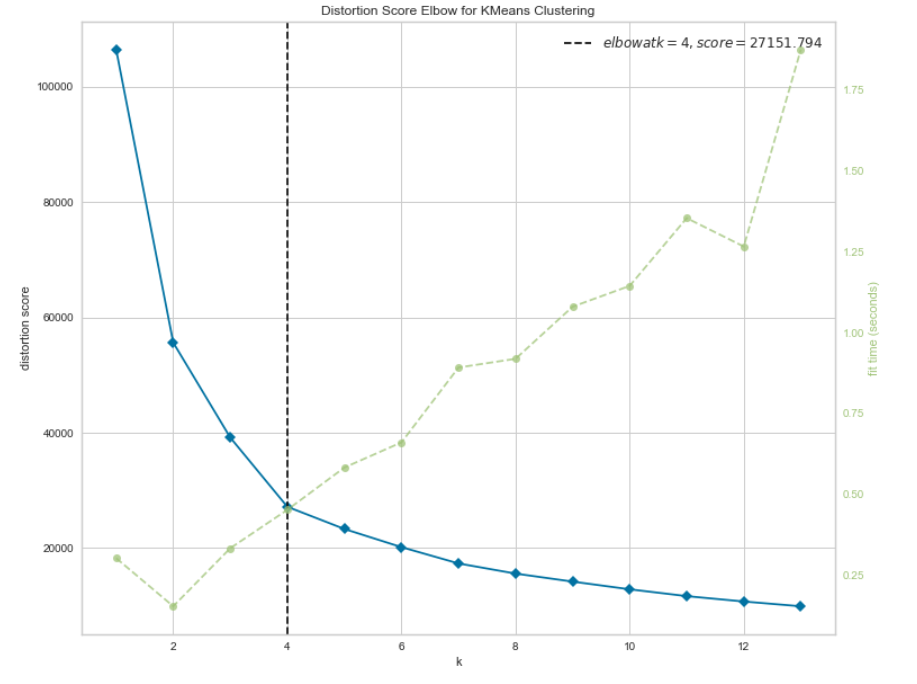 Distortion Score Elbow for KMeans Clustering
elbowatk = 4, score = 27151.794
100000
80000
60000
40000
20000
distortion score
1.75
1.50
1.25
1.00
0.75
0.50
0.25
fit time (seconds)
2 4 6 8 10 12
k